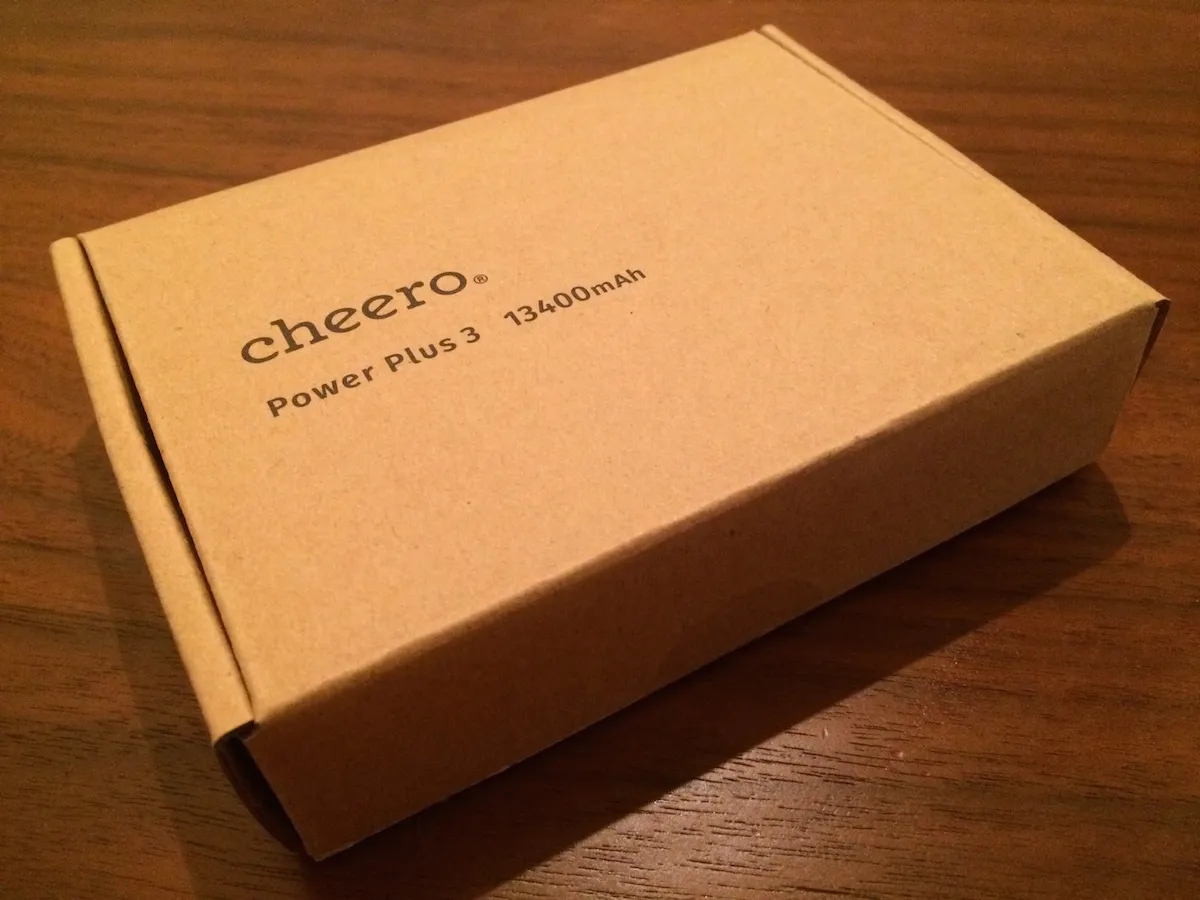 cheero®
Power Plus 3 13400mAh